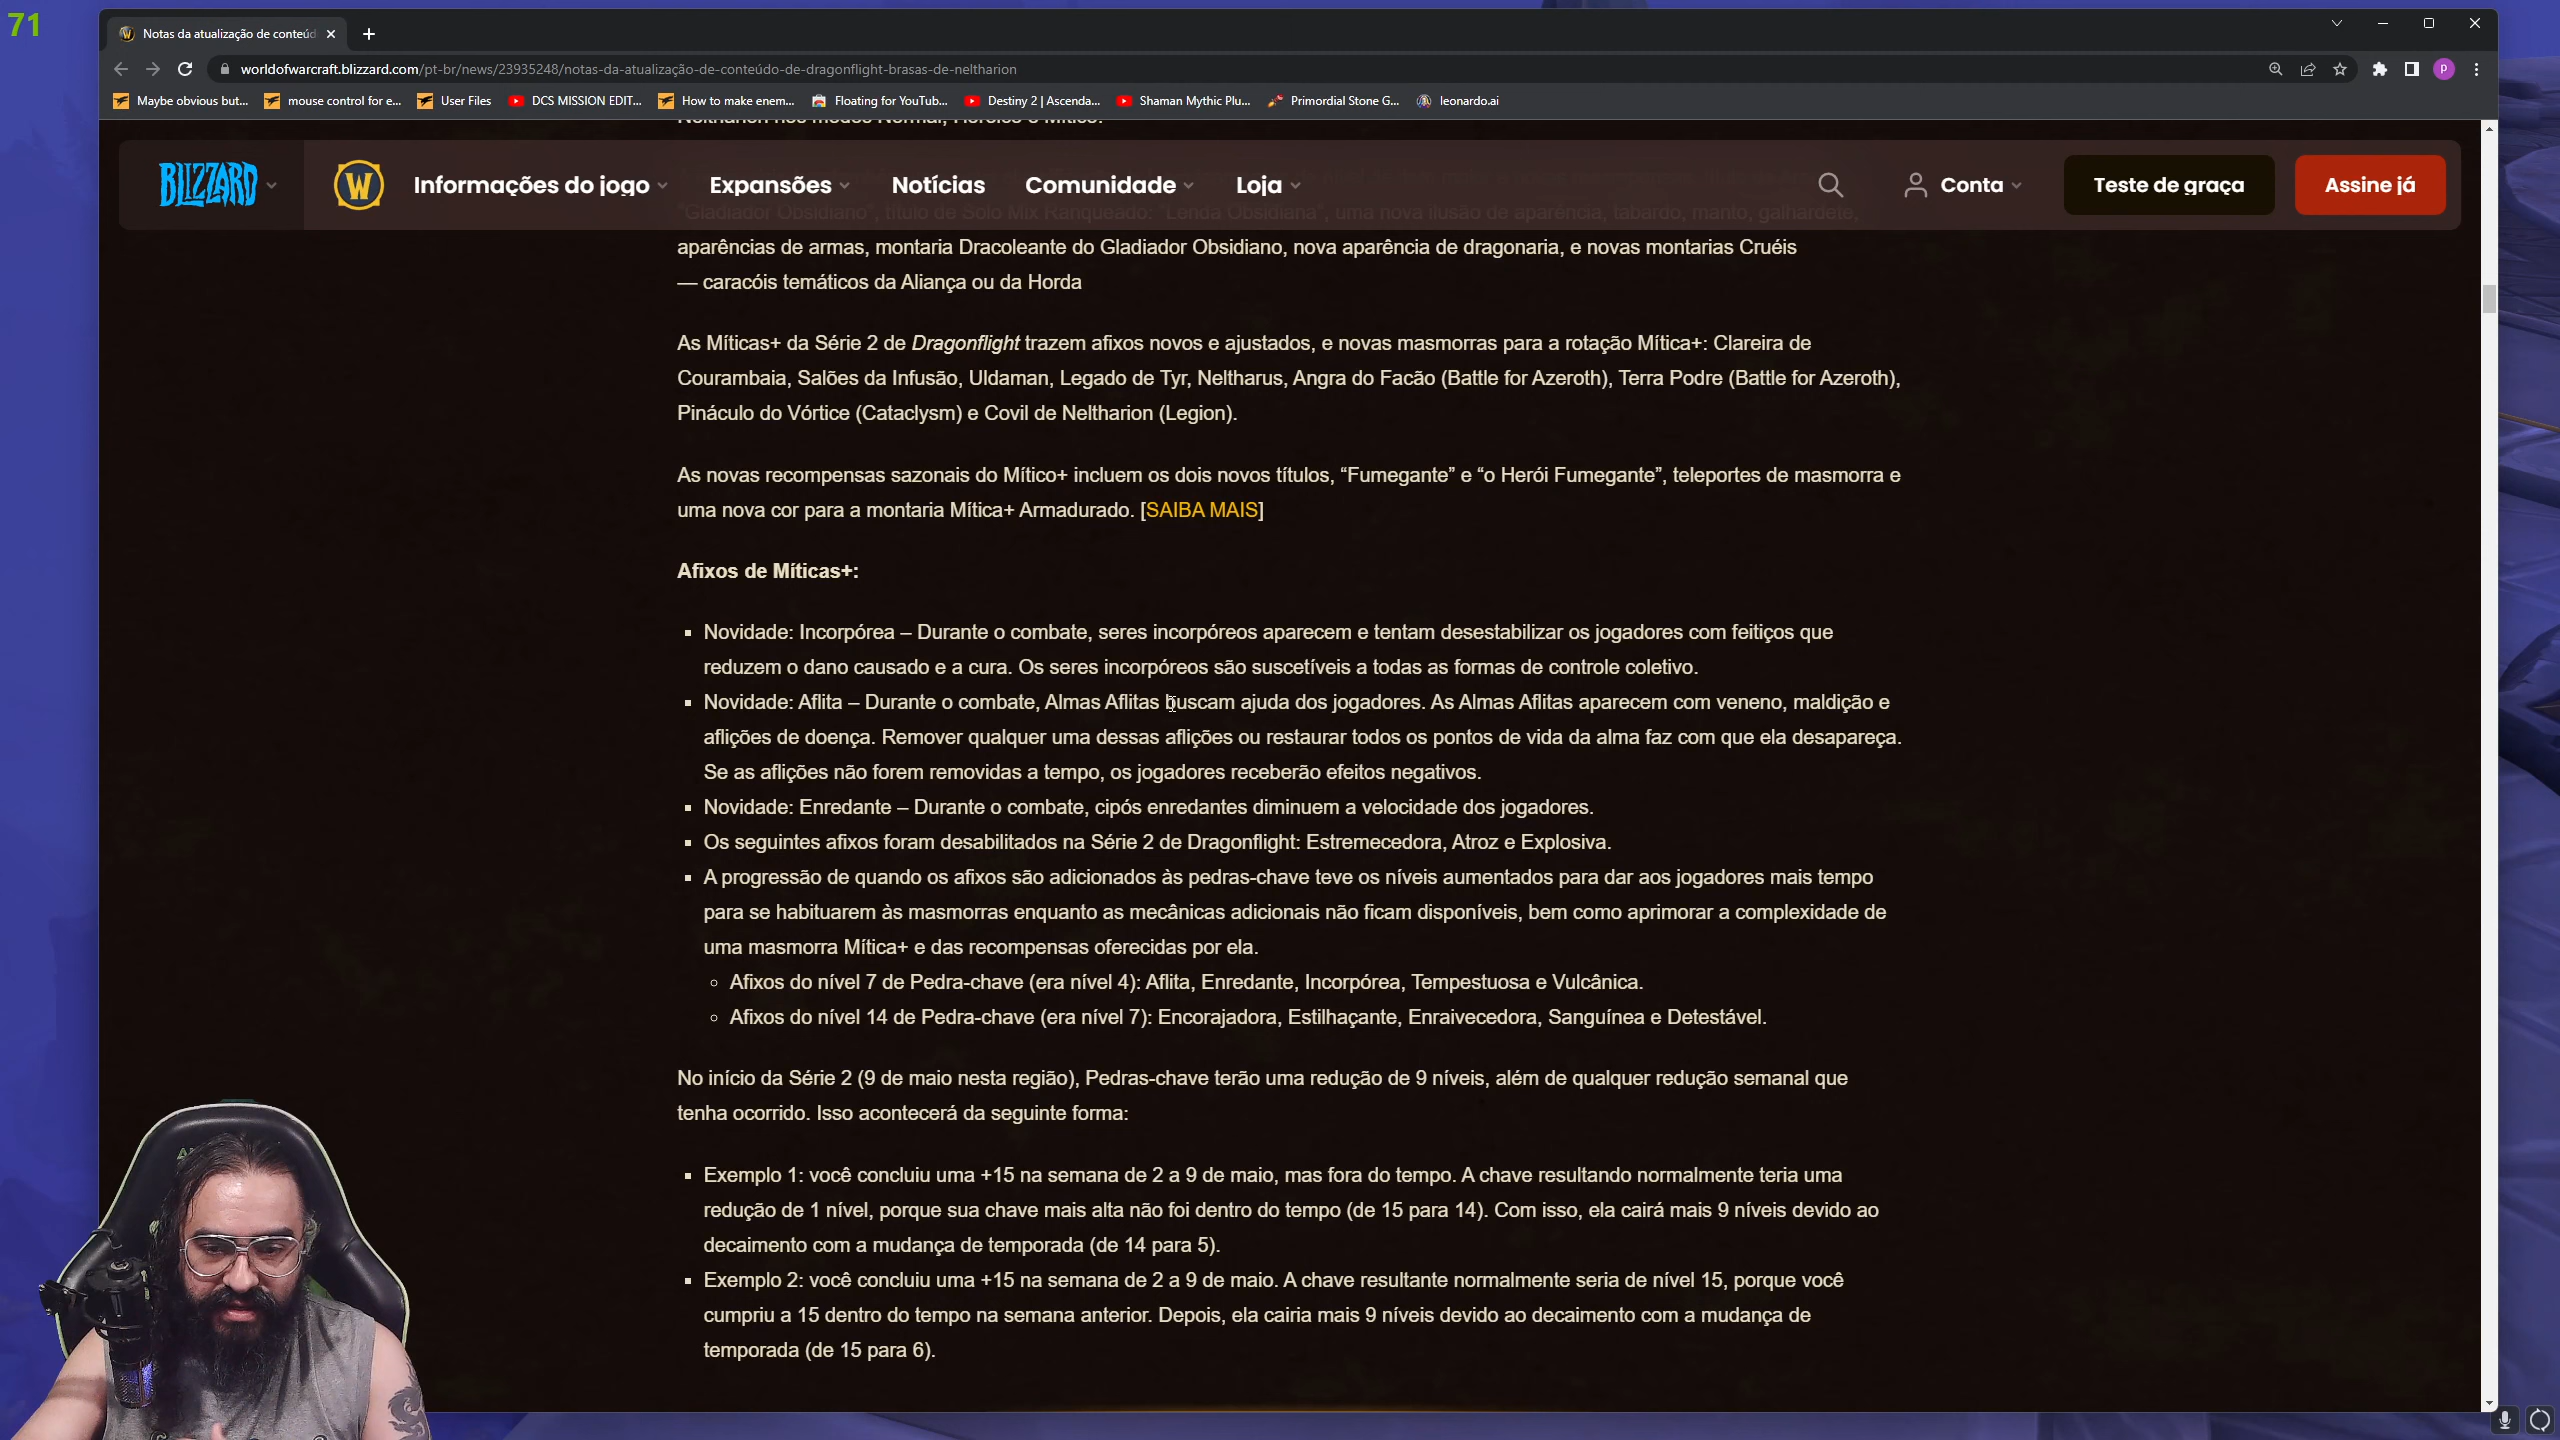 71
Notas da atualização de conteúd
worldofwarcraft.blizzard.com/pt-br/news/23935248/notas-da-atualização-de-conteúdo-de-dragonflight-brasas-de-neltharion
P
Maybe obvious but... mouse control for e... User Files DCS MISSION EDIT... How to make enem... Floating for YouTub... Destiny 2 | Ascenda... Shaman Mythic Plu... Primordial Stone G... leonardo.ai
Neltharion nos modos Normal, Heroico e Mítico.
BLIZZARD W Informações do jogo Expansões Notícias Comunidade Loja Conta Teste de graça Assine já
"Gladiador Obsidiano", título de Solo Mix Ranqueado: "Lenda Obsidiana", uma nova ilusão de aparência, tabardo, manto, galhardete,
aparências de armas, montaria Dracoleante do Gladiador Obsidiano, nova aparência de dragonaria, e novas montarias Cruéis
— caracóis temáticos da Aliança ou da Horda
As Míticas+ da Série 2 de Dragonflight trazem afixos novos e ajustados, e novas masmorras para a rotação Mítica+: Clareira de
Courambaia, Salões da Infusão, Uldaman, Legado de Tyr, Neltharus, Angra do Facão (Battle for Azeroth), Terra Podre (Battle for Azeroth),
Pináculo do Vórtice (Cataclysm) e Covil de Neltharion (Legion).
As novas recompensas sazonais do Mítico+ incluem os dois novos títulos, “Fumegante” e “o Herói Fumegante”, teleportes de masmorra e
uma nova cor para a montaria Mítica+ Armadurado. [SAIBA MAIS]
Afixos de Míticas+:
Novidade: Incorpórea – Durante o combate, seres incorpóreos aparecem e tentam desestabilizar os jogadores com feitiços que
reduzem o dano causado e a cura. Os seres incorpóreos são suscetíveis a todas as formas de controle coletivo.
Novidade: Aflita – Durante o combate, Almas Aflitas buscam ajuda dos jogadores. As Almas Aflitas aparecem com veneno, maldição e
aflições de doença. Remover qualquer uma dessas aflições ou restaurar todos os pontos de vida da alma faz com que ela desapareça.
Se as aflições não forem removidas a tempo, os jogadores receberão efeitos negativos.
Novidade: Enredante – Durante o combate, cipós enredantes diminuem a velocidade dos jogadores.
Os seguintes afixos foram desabilitados na Série 2 de Dragonflight: Estremecedora, Atroz e Explosiva.
A progressão de quando os afixos são adicionados às pedras-chave teve os níveis aumentados para dar aos jogadores mais tempo
para se habituarem às masmorras enquanto as mecânicas adicionais não ficam disponíveis, bem como aprimorar a complexidade de
uma masmorra Mítica+ e das recompensas oferecidas por ela.
Afixos do nível 7 de Pedra-chave (era nível 4): Aflita, Enredante, Incorpórea, Tempestuosa e Vulcânica.
Afixos do nível 14 de Pedra-chave (era nível 7): Encorajadora, Estilhaçante, Enraivecedora, Sanguínea e Detestável.
No início da Série 2 (9 de maio nesta região), Pedras-chave terão uma redução de 9 níveis, além de qualquer redução semanal que
tenha ocorrido. Isso acontecerá da seguinte forma:
Exemplo 1: você concluiu uma +15 na semana de 2 a 9 de maio, mas fora do tempo. A chave resultando normalmente teria uma
redução de 1 nível, porque sua chave mais alta não foi dentro do tempo (de 15 para 14). Com isso, ela cairá mais 9 níveis devido ao
decaimento com a mudança de temporada (de 14 para 5).
Exemplo 2: você concluiu uma +15 na semana de 2 a 9 de maio. A chave resultante normalmente seria de nível 15, porque você
cumpriu a 15 dentro do tempo na semana anterior. Depois, ela cairia mais 9 níveis devido ao decaimento com a mudança de
temporada (de 15 para 6).